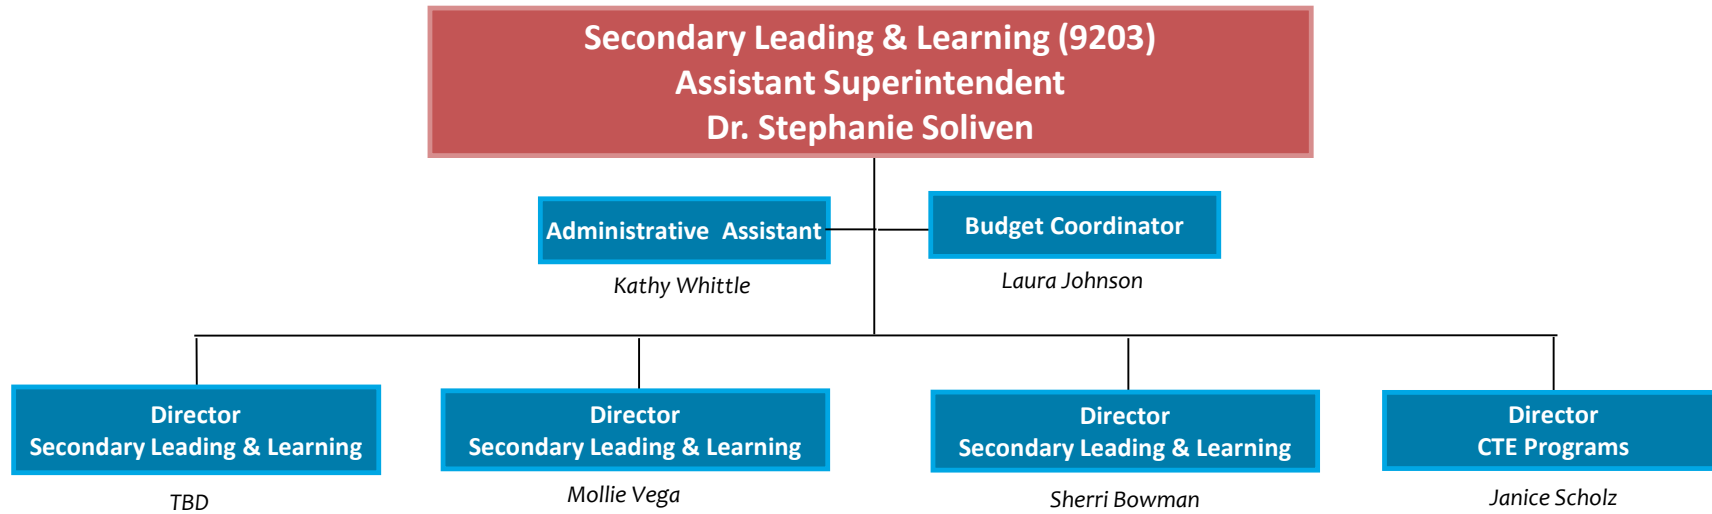 Secondary Leading & Learning (9203)
Assistant Superintendent
Dr. Stephanie Soliven
Administrative Assistant
Kathy Whittle
Budget Coordinator
Laura Johnson
Director
Secondary Leading & Learning
TBD
Director
Secondary Leading & Learning
Mollie Vega
Director
Secondary Leading & Learning
Sherri Bowman
Director
CTE Programs
Janice Scholz